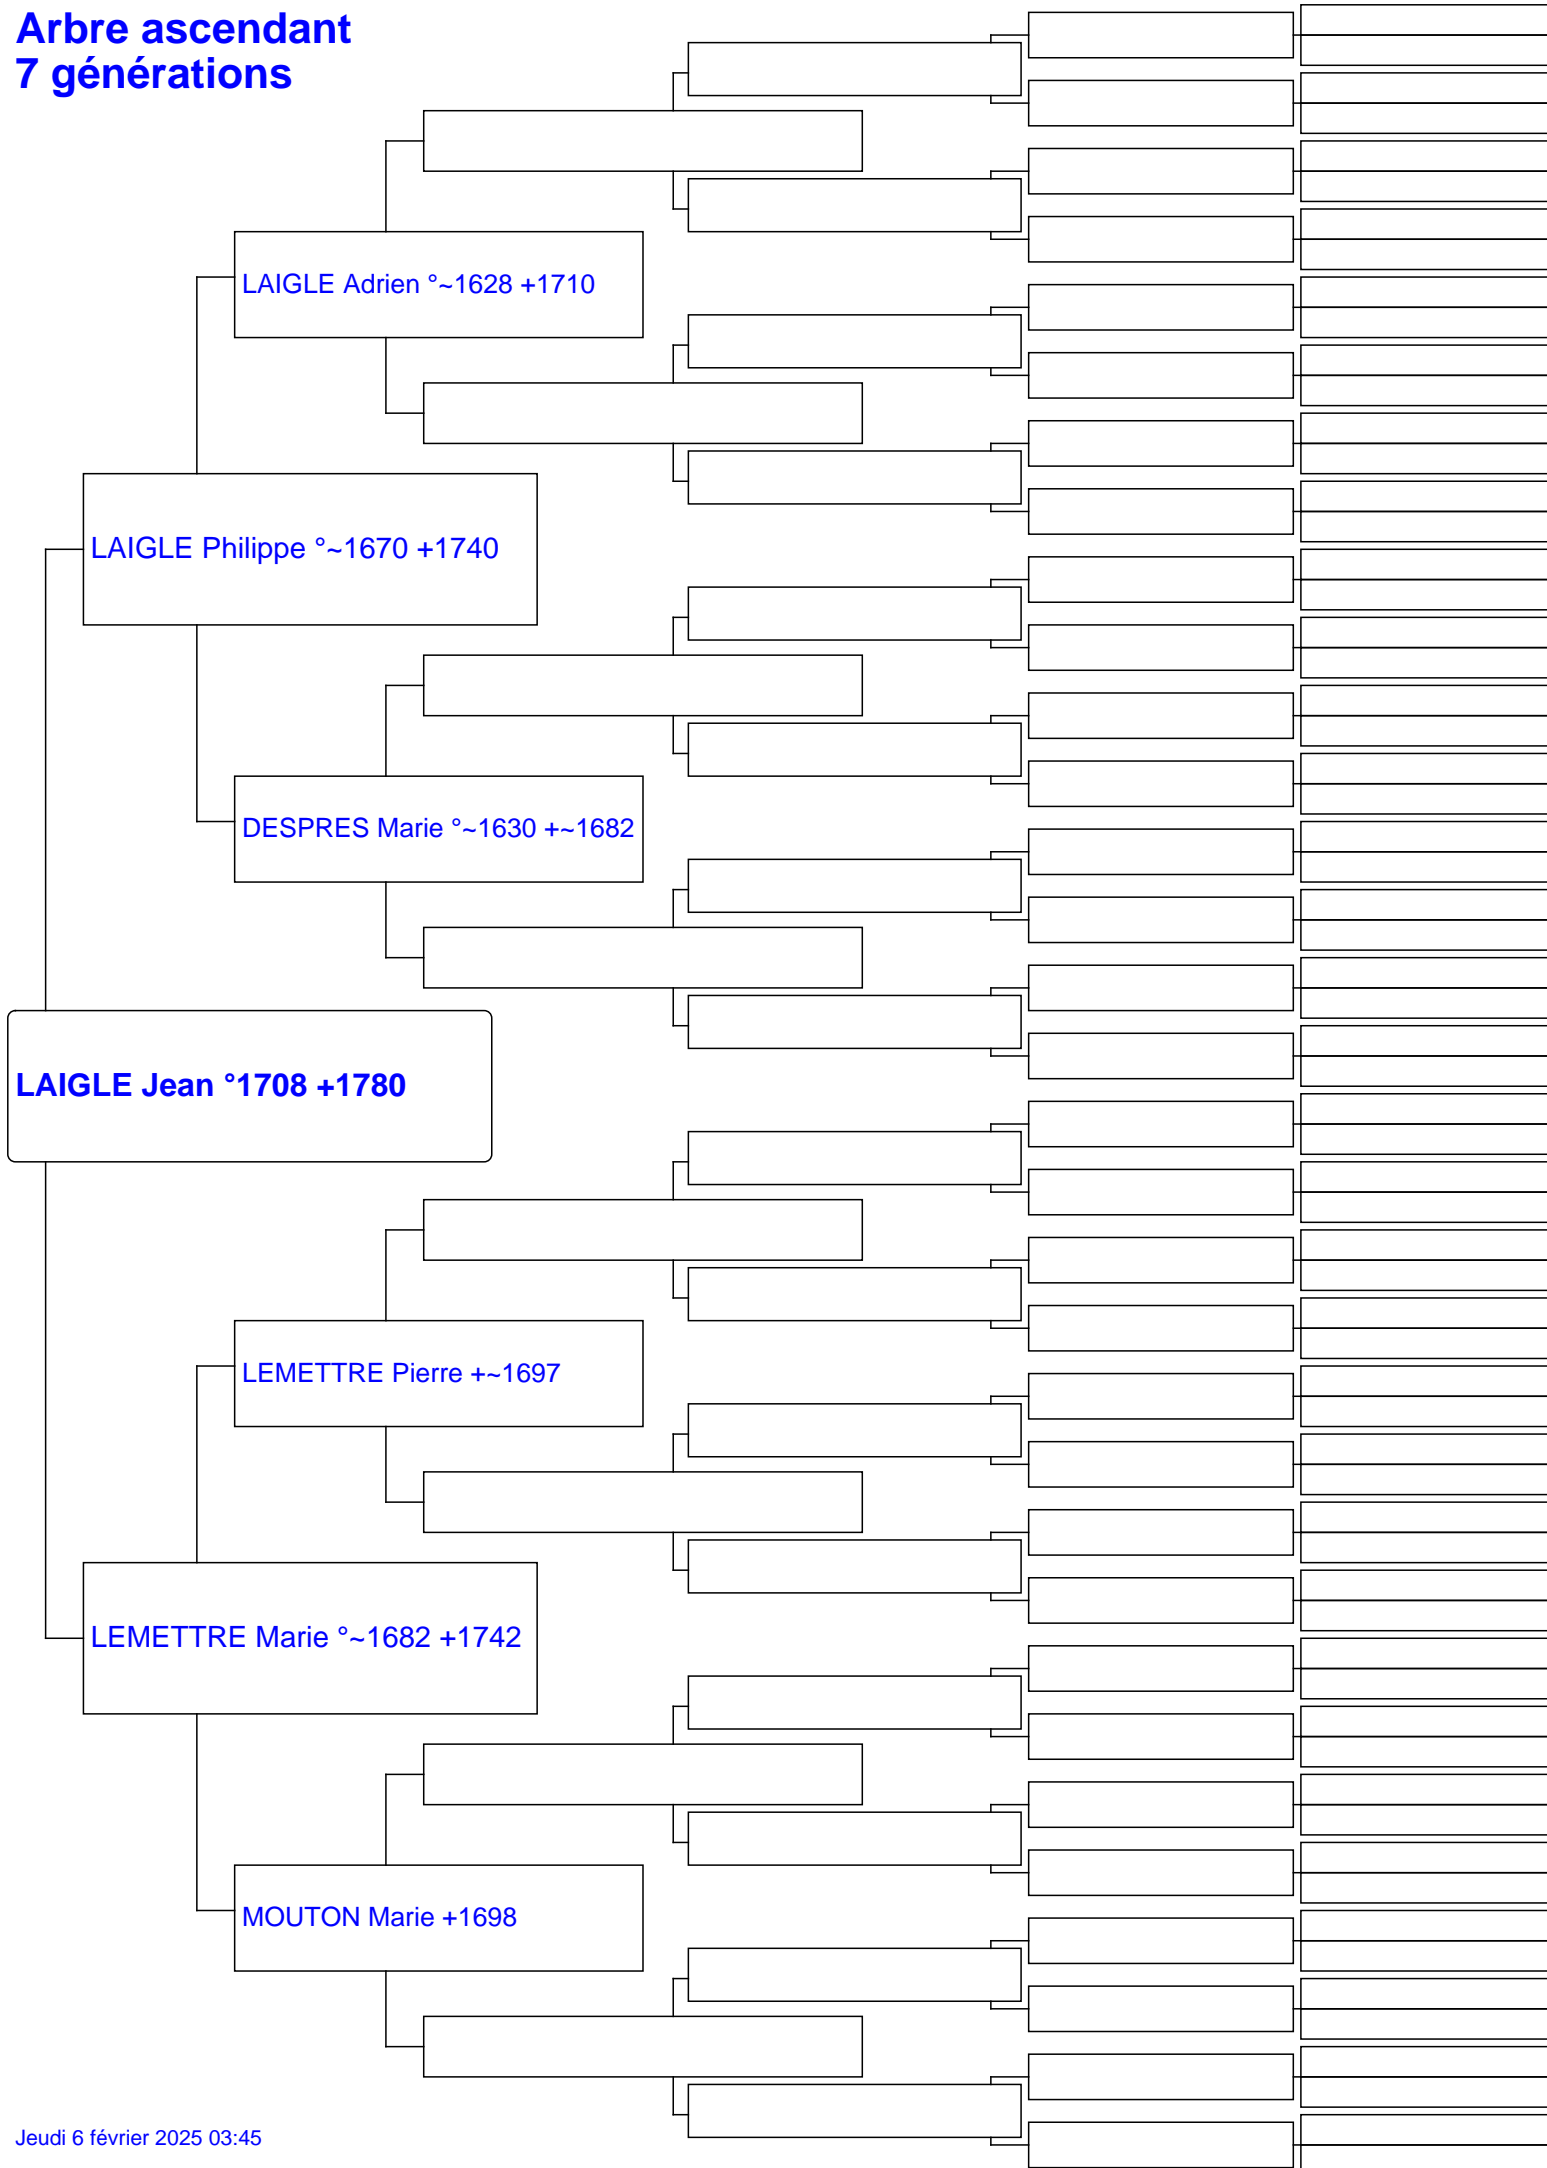 Arbre ascendant
7 générations
LAIGLE Adrien °~1628 +1710
LAIGLE Philippe °~1670 +1740
DESPRES Marie °~1630 +~1682
LAIGLE Jean °1708 +1780
LEMETTRE Pierre +~1697
LEMETTRE Marie °~1682 +1742
MOUTON Marie +1698
Jeudi 6 février 2025 03:45